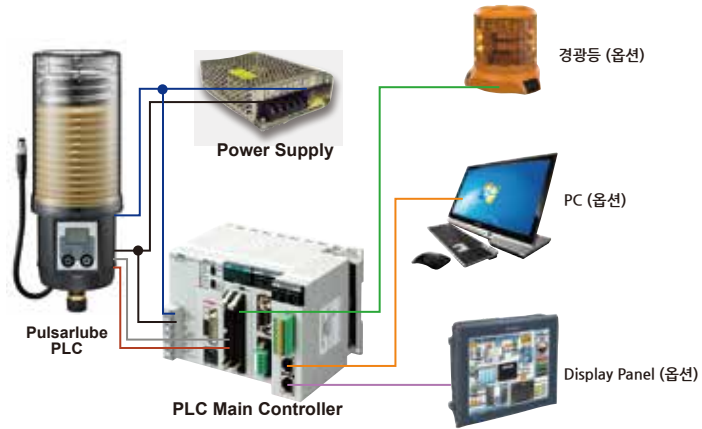 경광등 (옵션)
Power Supply
PC (옵션)
Pulsarlube
PLC
Display Panel (옵션)
PLC Main Controller